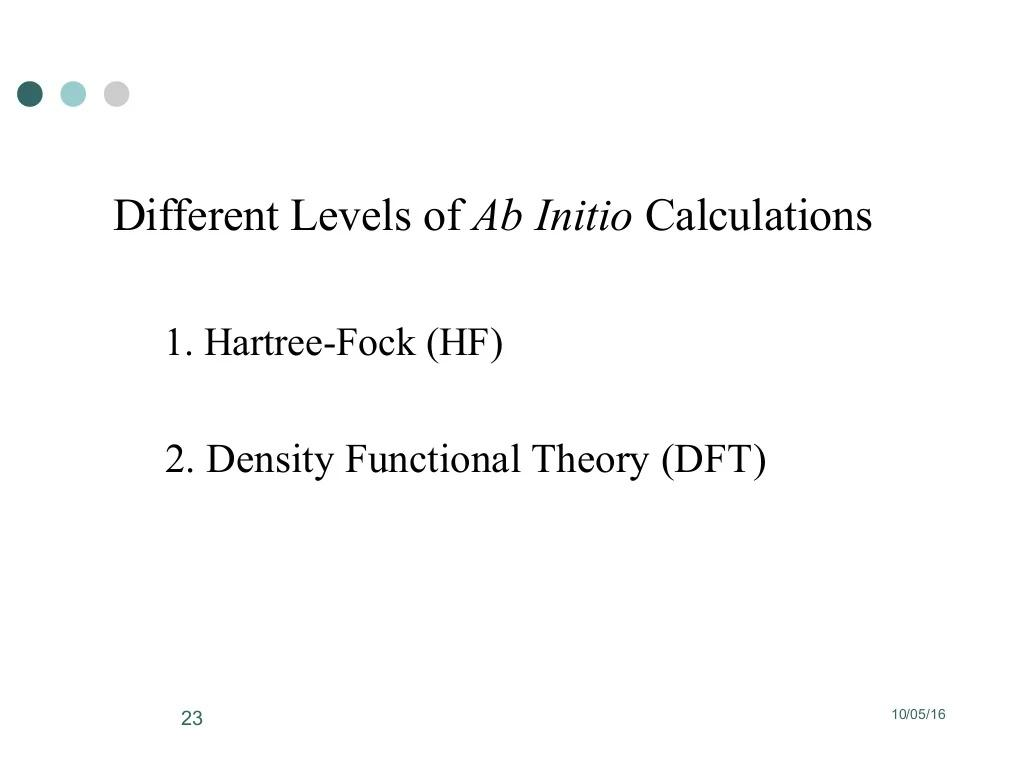 Different Levels of Ab Initio Calculations
1. Hartree-Fock (HF)
2. Density Functional Theory (DFT)
23
10/05/16